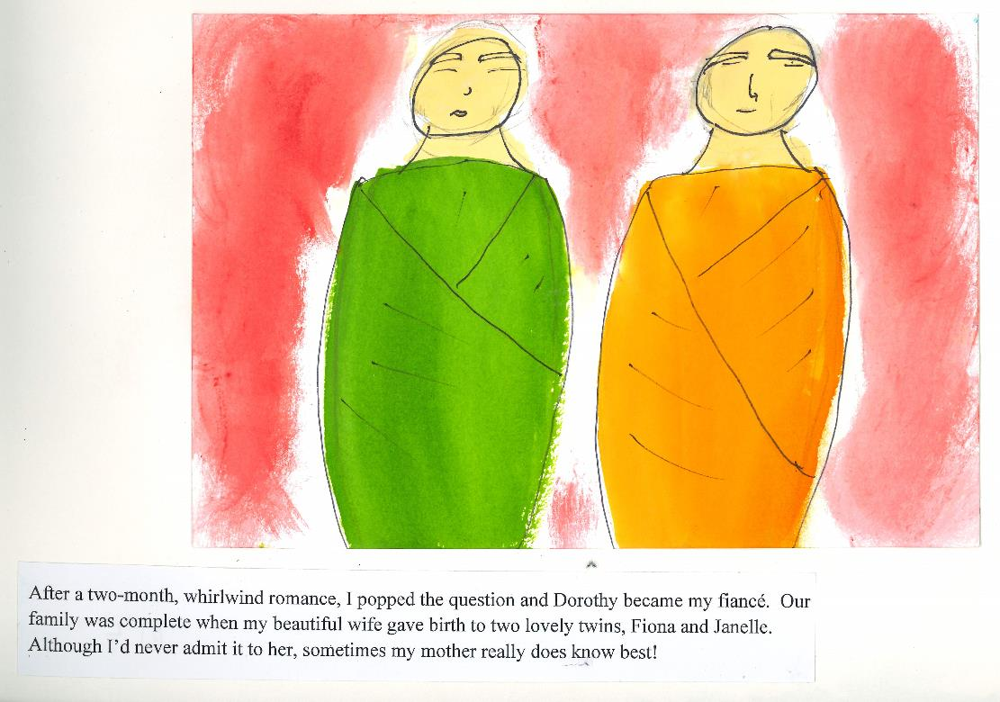 After a two-month, whirlwind romance, I popped the question and Dorothy became my fiancé.  Our
family was complete when my beautiful wife gave birth to two lovely twins, Fiona and Janelle.
Although I’d never admit it to her, sometimes my mother really does know best!